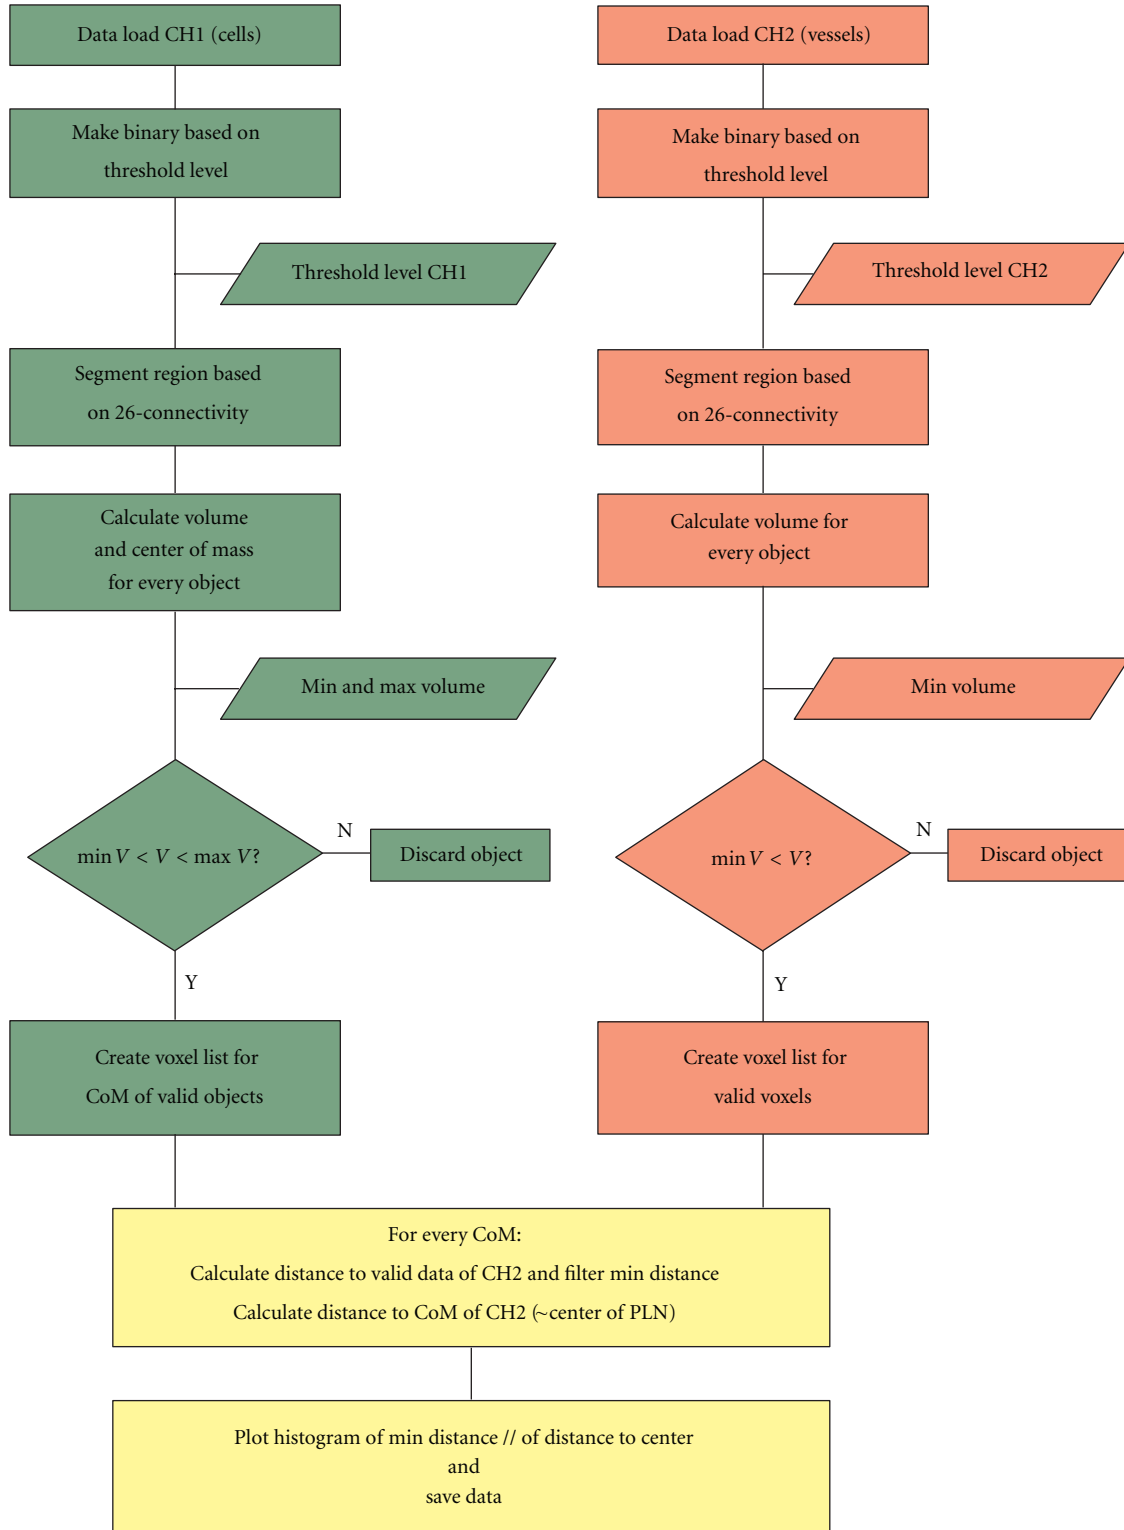 Data load CH1 (cells)
Make binary based on
threshold level
Threshold level CH1
Segment region based
on 26-connectivity
Calculate volume
and center of mass
for every object
Min and max volume
min V < V < max V?
N
Discard object
Y
Create voxel list for
CoM of valid objects
Data load CH2 (vessels)
Make binary based on
threshold level
Threshold level CH2
Segment region based
on 26-connectivity
Calculate volume for
every object
Min volume
min V < V?
N
Discard object
Y
Create voxel list for
valid voxels
For every CoM:
Calculate distance to valid data of CH2 and filter min distance
Calculate distance to CoM of CH2 (~center of PLN)
Plot histogram of min distance // of distance to center
and
save data